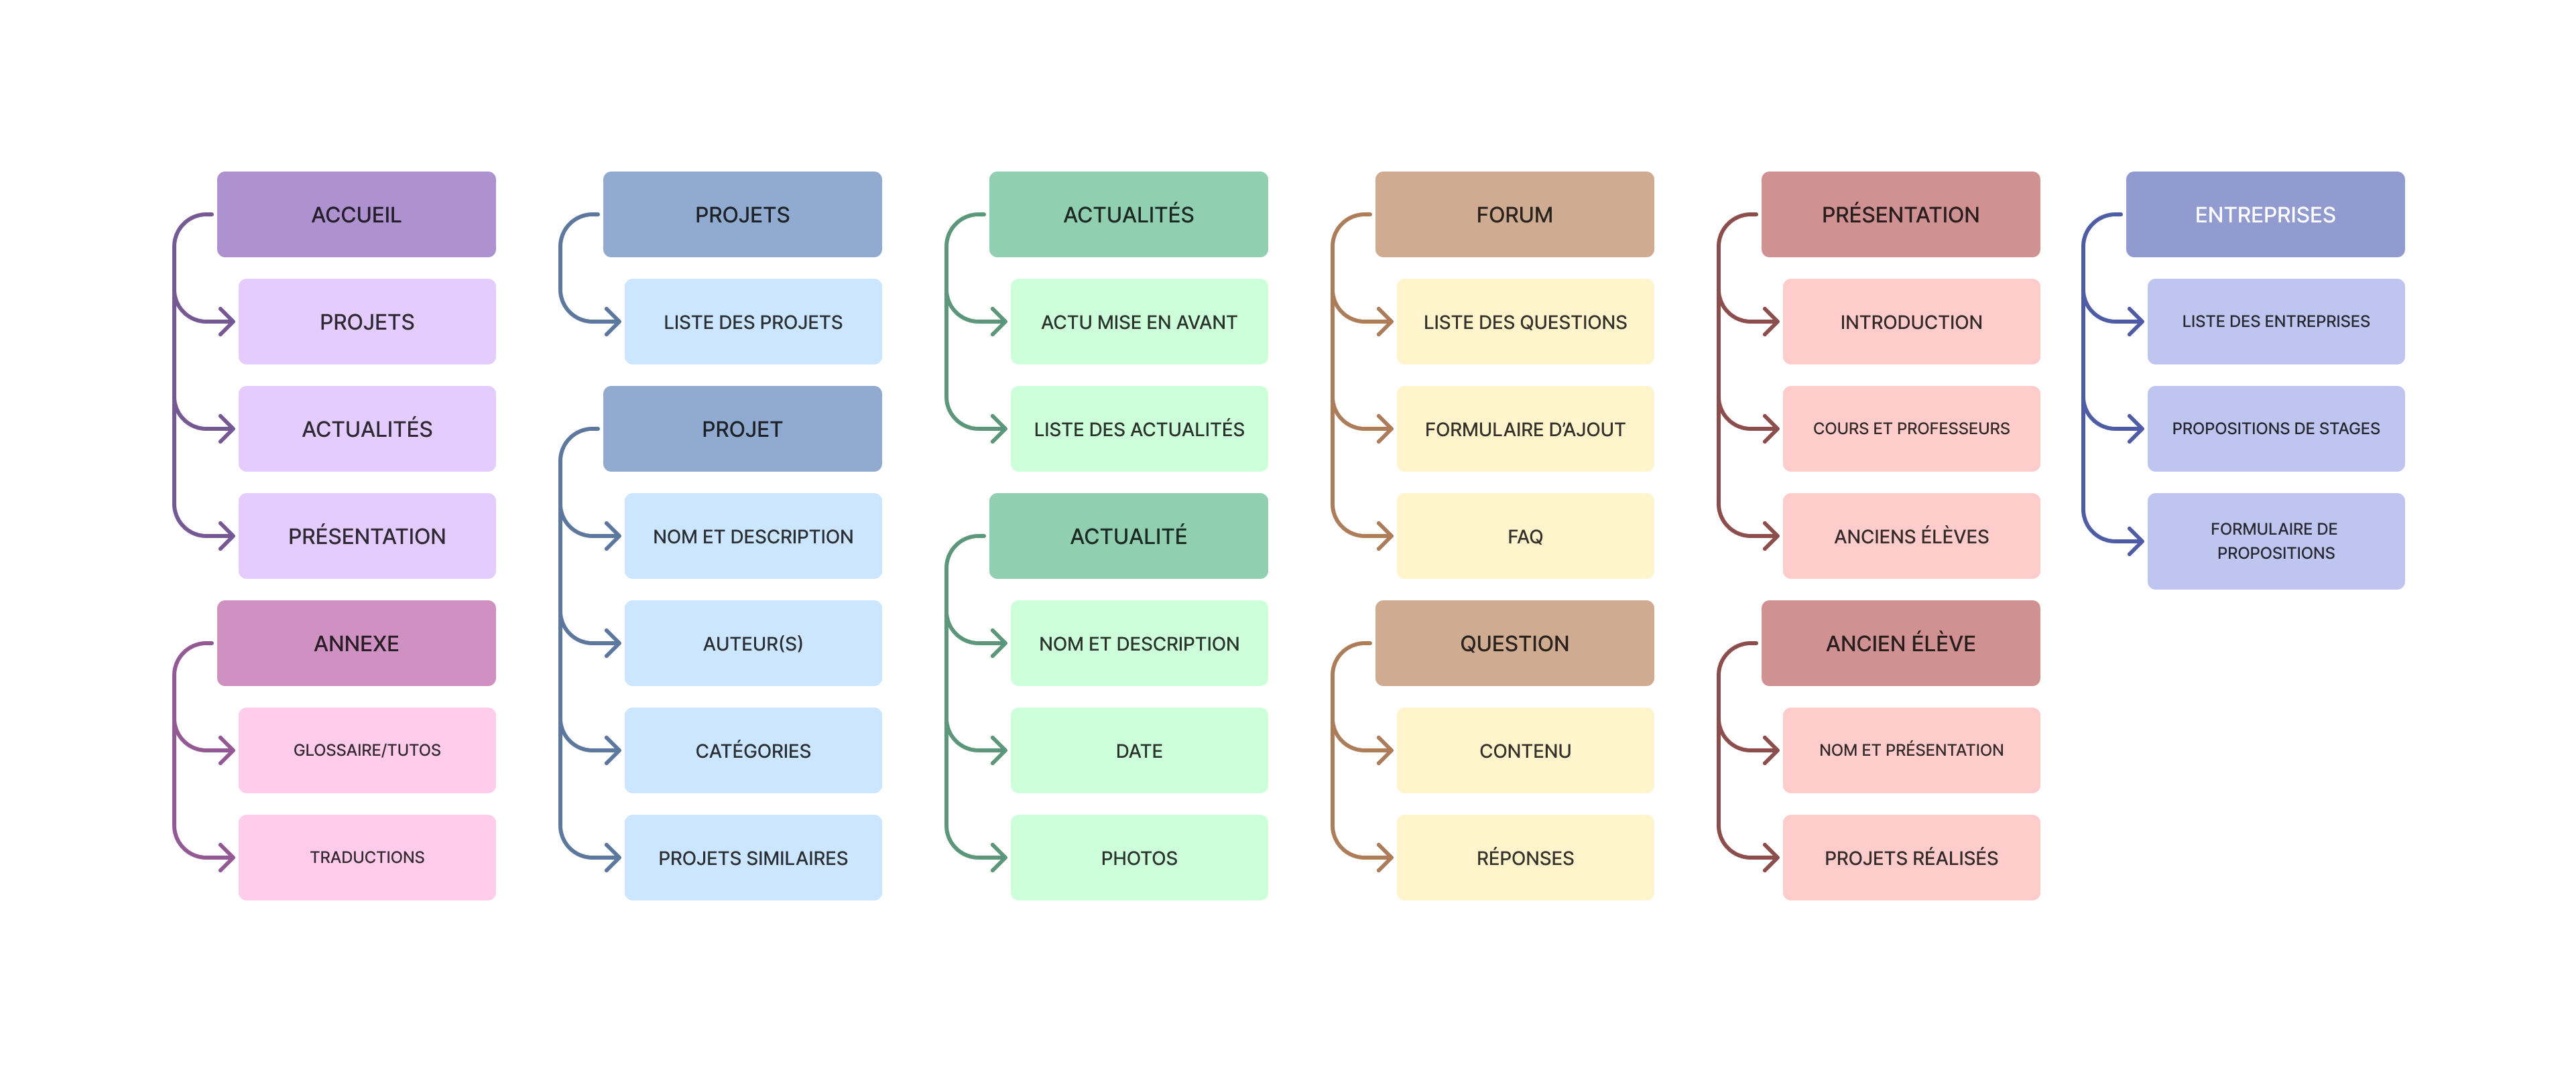 ACCUEIL
PROJETS
ACTUALITÉS
PRÉSENTATION
ANNEXE
GLOSSAIRE/TUTOS
TRADUCTIONS
PROJETS
LISTE DES PROJETS
PROJET
NOM ET DESCRIPTION
AUTEUR(S)
CATÉGORIES
PROJETS SIMILAIRES
ACTUALITÉS
ACTU MISE EN AVANT
LISTE DES ACTUALITÉS
ACTUALITÉ
NOM ET DESCRIPTION
DATE
PHOTOS
FORUM
LISTE DES QUESTIONS
FORMULAIRE D’AJOUT
FAQ
QUESTION
CONTENU
RÉPONSES
PRÉSENTATION
INTRODUCTION
COURS ET PROFESSEURS
ANCIENS ÉLÈVES
ANCIEN ÉLÈVE
NOM ET PRÉSENTATION
PROJETS RÉALISÉS
ENTREPRISES
LISTE DES ENTREPRISES
PROPOSITIONS DE STAGES
FORMULAIRE DE
PROPOSITIONS